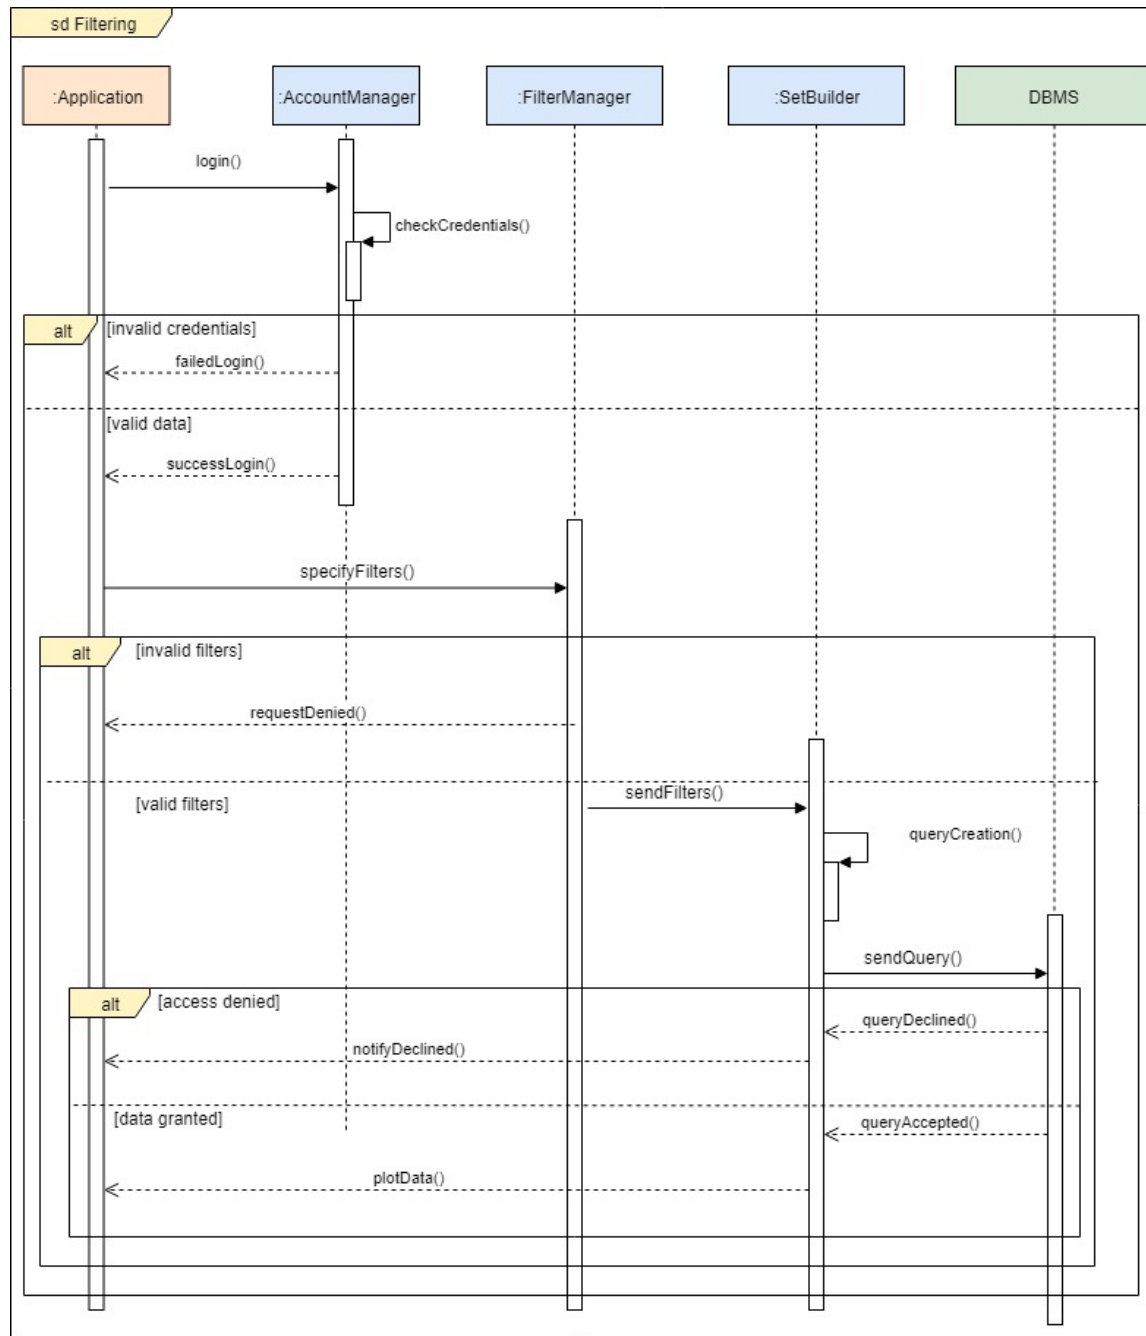 sd Filtering
:Application
:AccountManager
:FilterManager
:SetBuilder
DBMS
login()
checkCredentials()
alt
[invalid credentials]
failedLogin()
[valid data]
successLogin()
specifyFilters()
alt
[invalid filters]
requestDenied()
[valid filters]
sendFilters()
queryCreation()
sendQuery()
alt
[access denied]
queryDeclined()
notifyDeclined()
[data granted]
queryAccepted()
plotData()